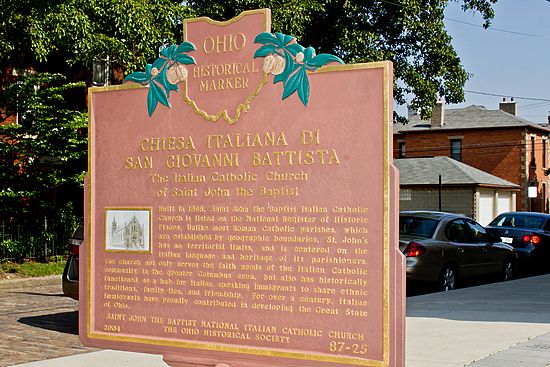 OHIO
HISTORICAL
MARKER
CHIESA ITALIANA DI
SAN GIOVANNI BATTISTA
The Italian Catholic Church
of Saint John the Baptist
Built in 1898, Saint John the Baptist Italian Catholic
Church is listed on the National Register of Historic
Places. Unlike most Roman Catholic parishes, which
are established by geographic boundaries, St. John's
has no territorial limits, and is centered on the
Italian language and heritage of its parishioners.
The church not only serves the faith needs of the Italian Catholic
community in the greater Columbus area, but also has historically
functioned as a hub for Italian speaking immigrants to share ethnic
traditions, family ties, and friendship. For over a century, Italian
immigrants have proudly contributed in developing the Great State
of Ohio.
SAINT JOHN THE BAPTIST NATIONAL ITALIAN CATHOLIC CHURCH
THE OHIO HISTORICAL SOCIETY
2004 87-25